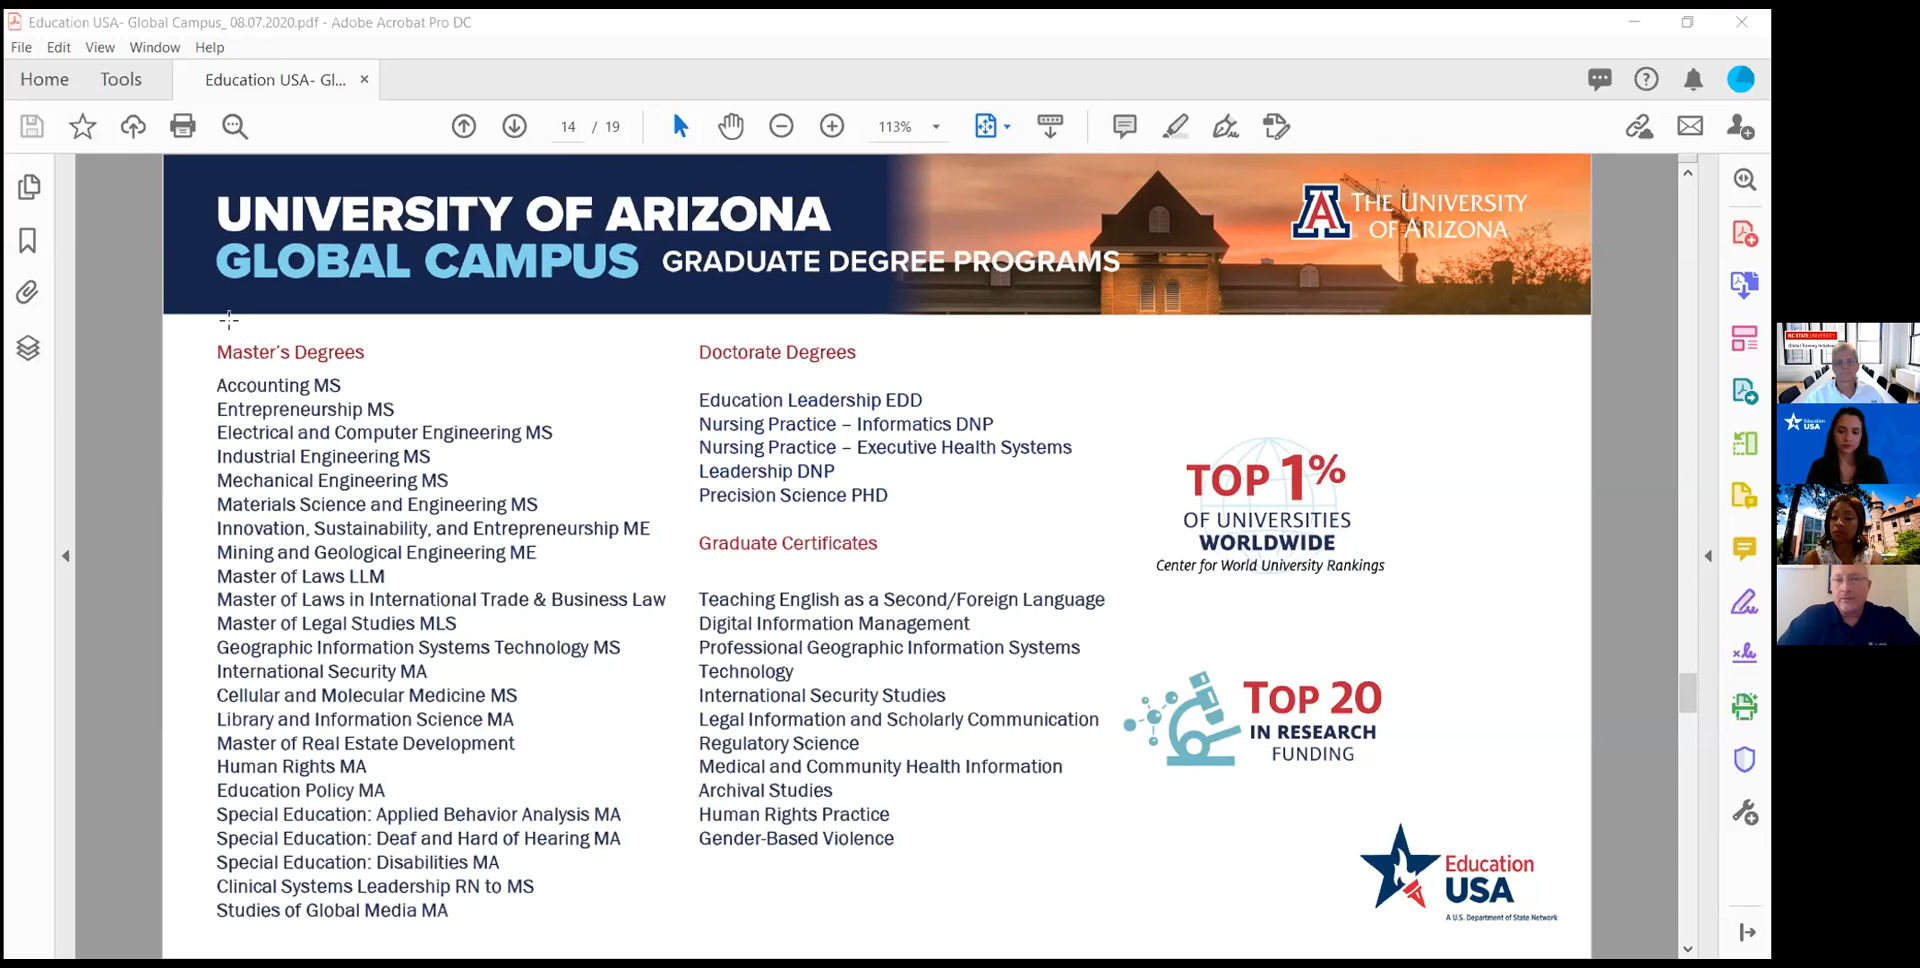 Education USA- Global Campus_ 08.07.2020.pdf - Adobe Acrobat Pro DC
File Edit View Window Help
Home Tools Education USA- Gl... ×
14 / 19 113%
UNIVERSITY OF ARIZONA
GLOBAL CAMPUS GRADUATE DEGREE PROGRAMS
THE UNIVERSITY
OF ARIZONA
Master's Degrees
Accounting MS
Entrepreneurship MS
Electrical and Computer Engineering MS
Industrial Engineering MS
Mechanical Engineering MS
Materials Science and Engineering MS
Innovation, Sustainability, and Entrepreneurship ME
Mining and Geological Engineering ME
Master of Laws LLM
Master of Laws in International Trade & Business Law
Master of Legal Studies MLS
Geographic Information Systems Technology MS
International Security MA
Cellular and Molecular Medicine MS
Library and Information Science MA
Master of Real Estate Development
Human Rights MA
Education Policy MA
Special Education: Applied Behavior Analysis MA
Special Education: Deaf and Hard of Hearing MA
Special Education: Disabilities MA
Clinical Systems Leadership RN to MS
Studies of Global Media MA
Doctorate Degrees
Education Leadership EDD
Nursing Practice – Informatics DNP
Nursing Practice – Executive Health Systems
Leadership DNP
Precision Science PHD
Graduate Certificates
Teaching English as a Second/Foreign Language
Digital Information Management
Professional Geographic Information Systems
Technology
International Security Studies
Legal Information and Scholarly Communication
Regulatory Science
Medical and Community Health Information
Archival Studies
Human Rights Practice
Gender-Based Violence
TOP 1%
OF UNIVERSITIES
WORLDWIDE
Center for World University Rankings
TOP 20
IN RESEARCH
FUNDING
Education
USA
A U.S. Department of State Network
NC STATE UNIVERSITY
Global Training Initiative
Education
USA